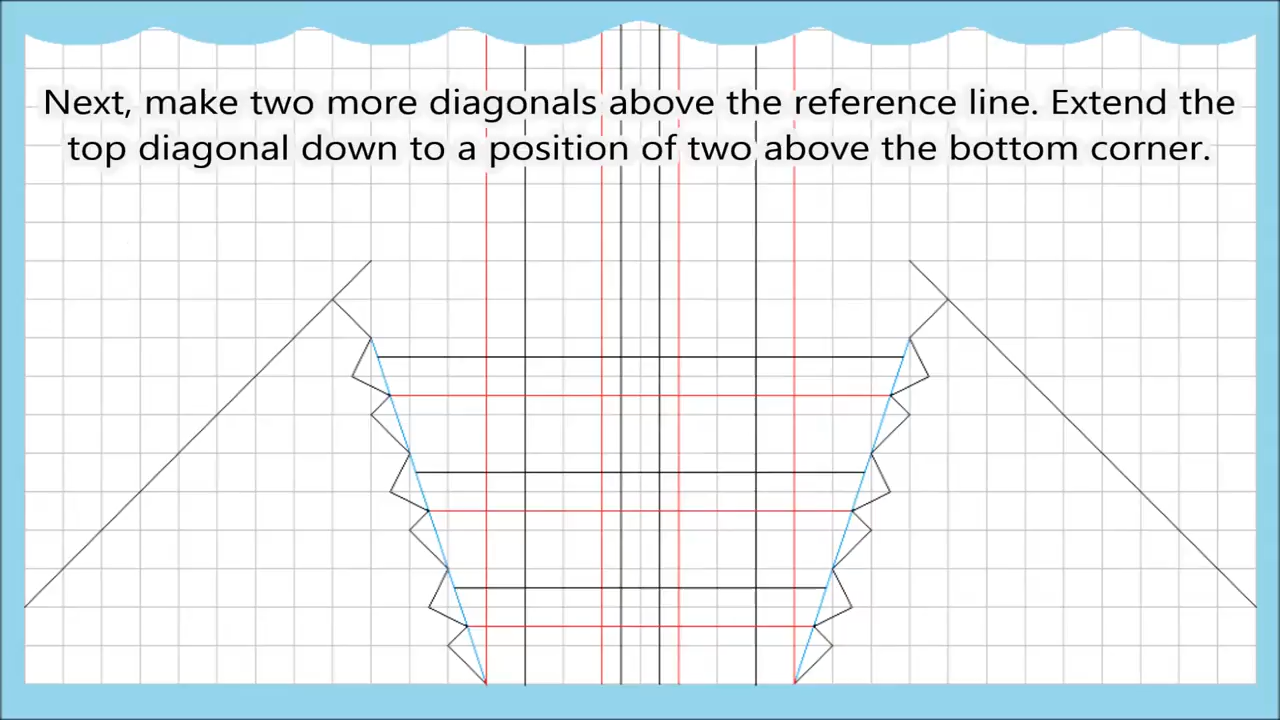 Next, make two more diagonals above the reference line. Extend the
top diagonal down to a position of two above the bottom corner.